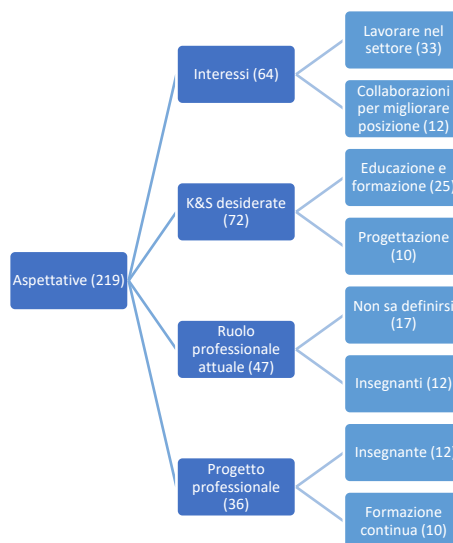 Aspettative (219)
Interessi (64)
Lavorare nel
settore (33)
Collaborazioni
per migliorare
posizione (12)
K&S desiderate
(72)
Educazione e
formazione (25)
Progettazione
(10)
Ruolo
professionale
attuale (47)
Non sa definirsi
(17)
Insegnanti (12)
Progetto
professionale
(36)
Insegnante (12)
Formazione
continua (10)